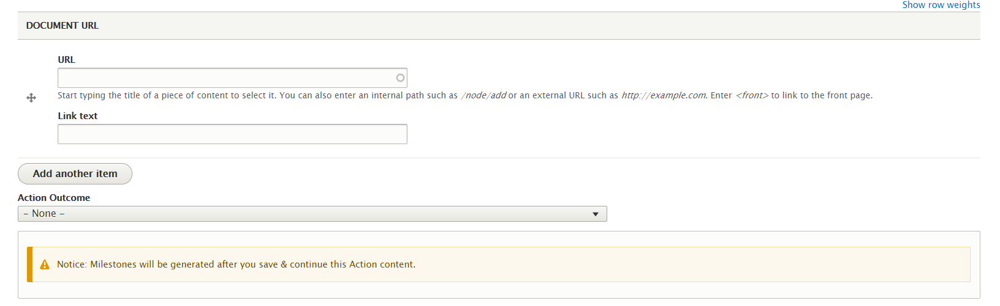 Show row weights
DOCUMENT URL
URL
Start typing the title of a piece of content to select it. You can also enter an internal path such as /node/add or an external URL such as http://example.com. Enter <front> to link to the front page.
Link text
Add another item
Action Outcome
- None -
Notice: Milestones will be generated after you save & continue this Action content.